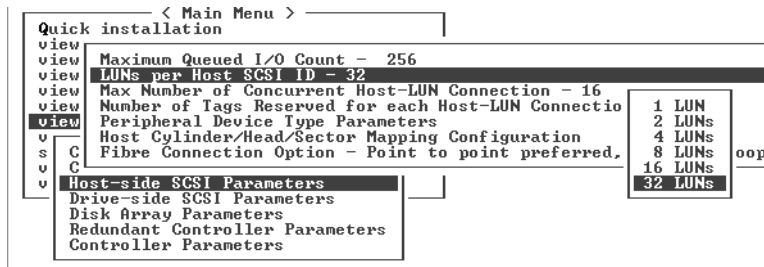 < Main Menu >
Quick installation
view
view Maximum Queued I/O Count - 256
view LUNs per Host SCSI ID - 32
view Max Number of Concurrent Host-LUN Connection - 16
view Number of Tags Reserved for each Host-LUN Connectio 1 LUN
view Peripheral Device Type Parameters 2 LUNs
v Host Cylinder/Head/Sector Mapping Configuration 4 LUNs
s C Fibre Connection Option - Point to point preferred, 8 LUNs oop
v C 16 LUNs
v Host-side SCSI Parameters 32 LUNs
Drive-side SCSI Parameters
Disk Array Parameters
Redundant Controller Parameters
Controller Parameters